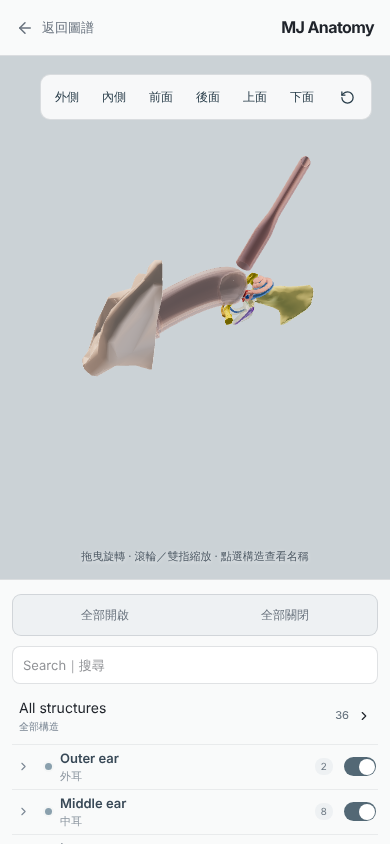 返回圖譜
MJ Anatomy
外側 內側 前面 後面 上面 下面
拖曳旋轉 · 滾輪／雙指縮放 · 點選構造查看名稱
全部開啟 全部關閉
Search｜搜尋
All structures 36
全部構造
Outer ear 2
外耳
Middle ear 8
中耳